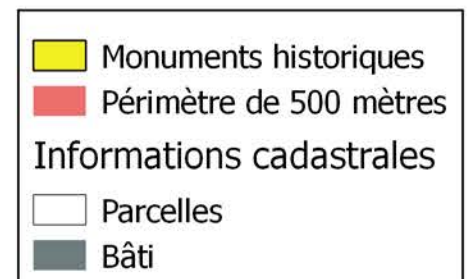 Monuments historiques
Périmètre de 500 mètres
Informations cadastrales
Parcelles
Bâti